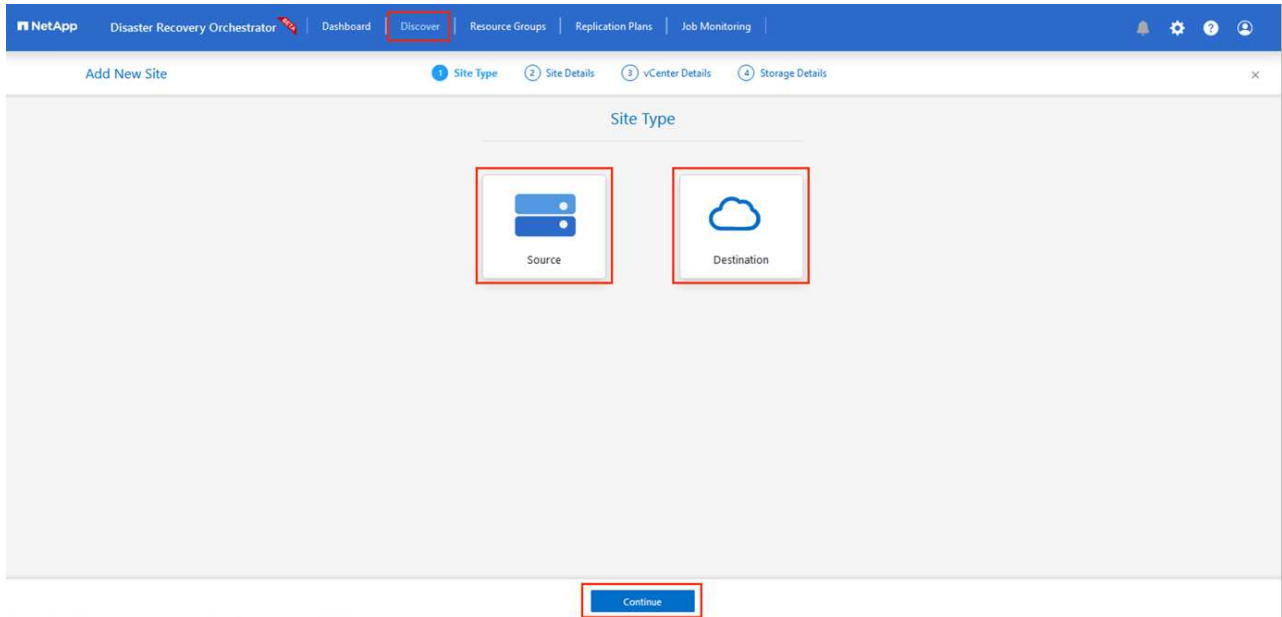 NetApp Disaster Recovery Orchestrator BETA Dashboard Discover Resource Groups Replication Plans Job Monitoring ?
Add New Site 1 Site Type 2 Site Details 3 vCenter Details 4 Storage Details
Site Type
Source Destination
Continue